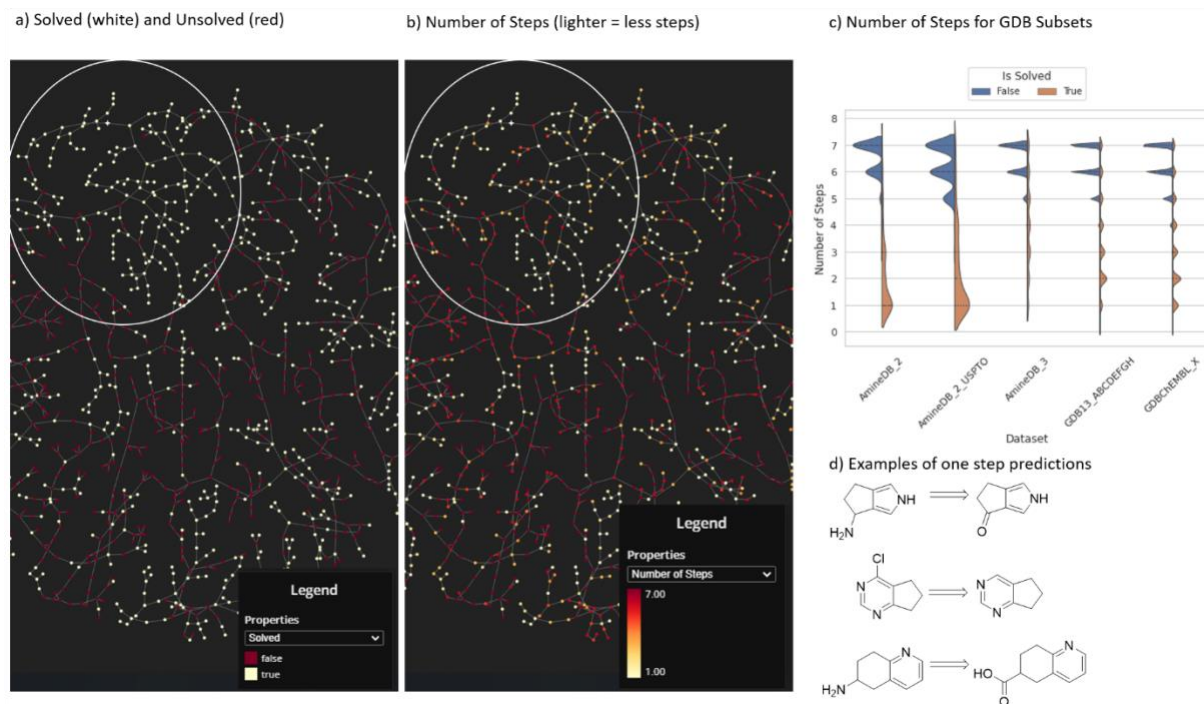 a) Solved (white) and Unsolved (red)
b) Number of Steps (lighter = less steps)
c) Number of Steps for GDB Subsets
Legend
Properties
Solved
false
true
Legend
Properties
Number of Steps
7.00
1.00
Is Solved
False
True
Number of Steps
8
7
6
5
4
3
2
1
0
AmineDB_2
AmineDB_2_USPTO
AmineDB_3
GDB13_ABCDEFGH
GDBChEMBL_X
Dataset
d) Examples of one step predictions
NH
H₂N
NH
O
Cl
N
N
N
N
H₂N
N
HO
O
N